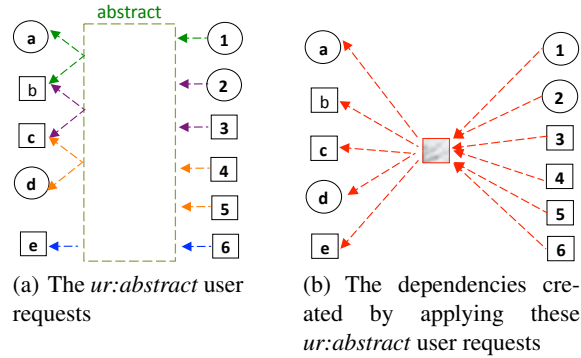 abstract
a
1
b
2
c
3
d
4
5
e
6
(a) The ur:abstract user
requests
a
1
b
2
c
3
4
d
5
e
6
(b) The dependencies cre-
ated by applying these
ur:abstract user requests